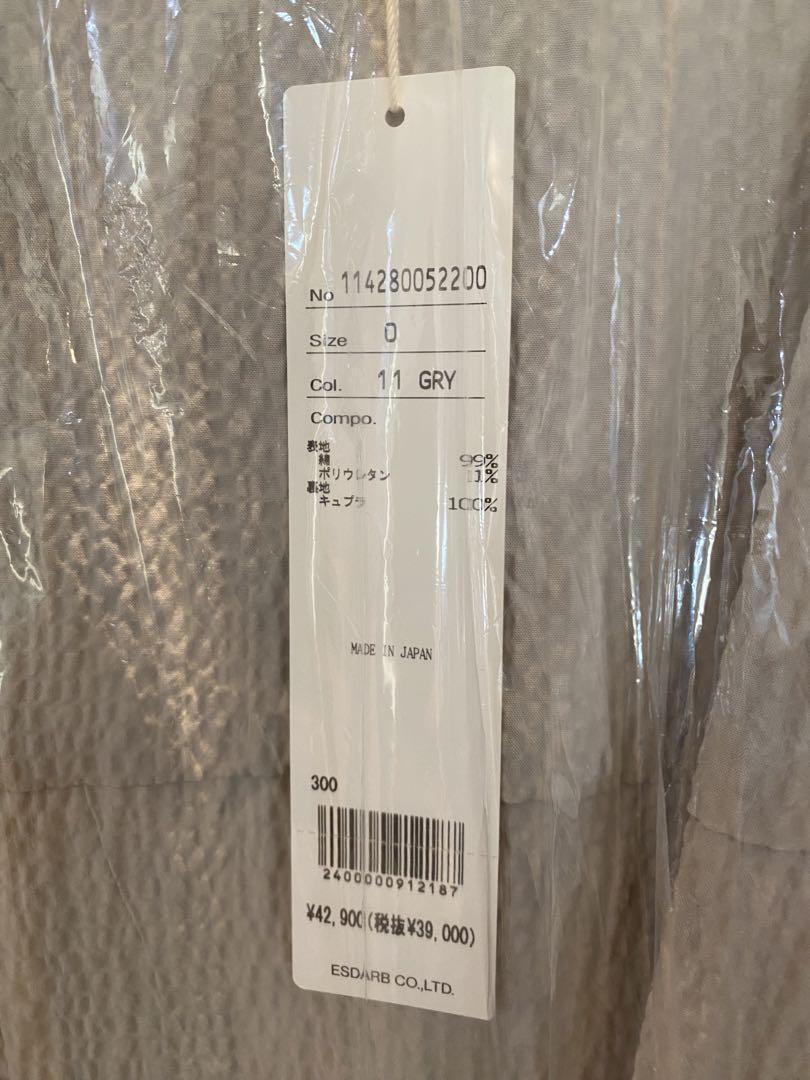 No 114280052200
Size 0
Col. 11 GRY
Compo.
表地
綿 99%
ポリウレタン 1%
裏地
キュプラ 100%
MADE IN JAPAN
300
2400000912187
¥42,900(税抜¥39,000)
ESDARB CO.,LTD.